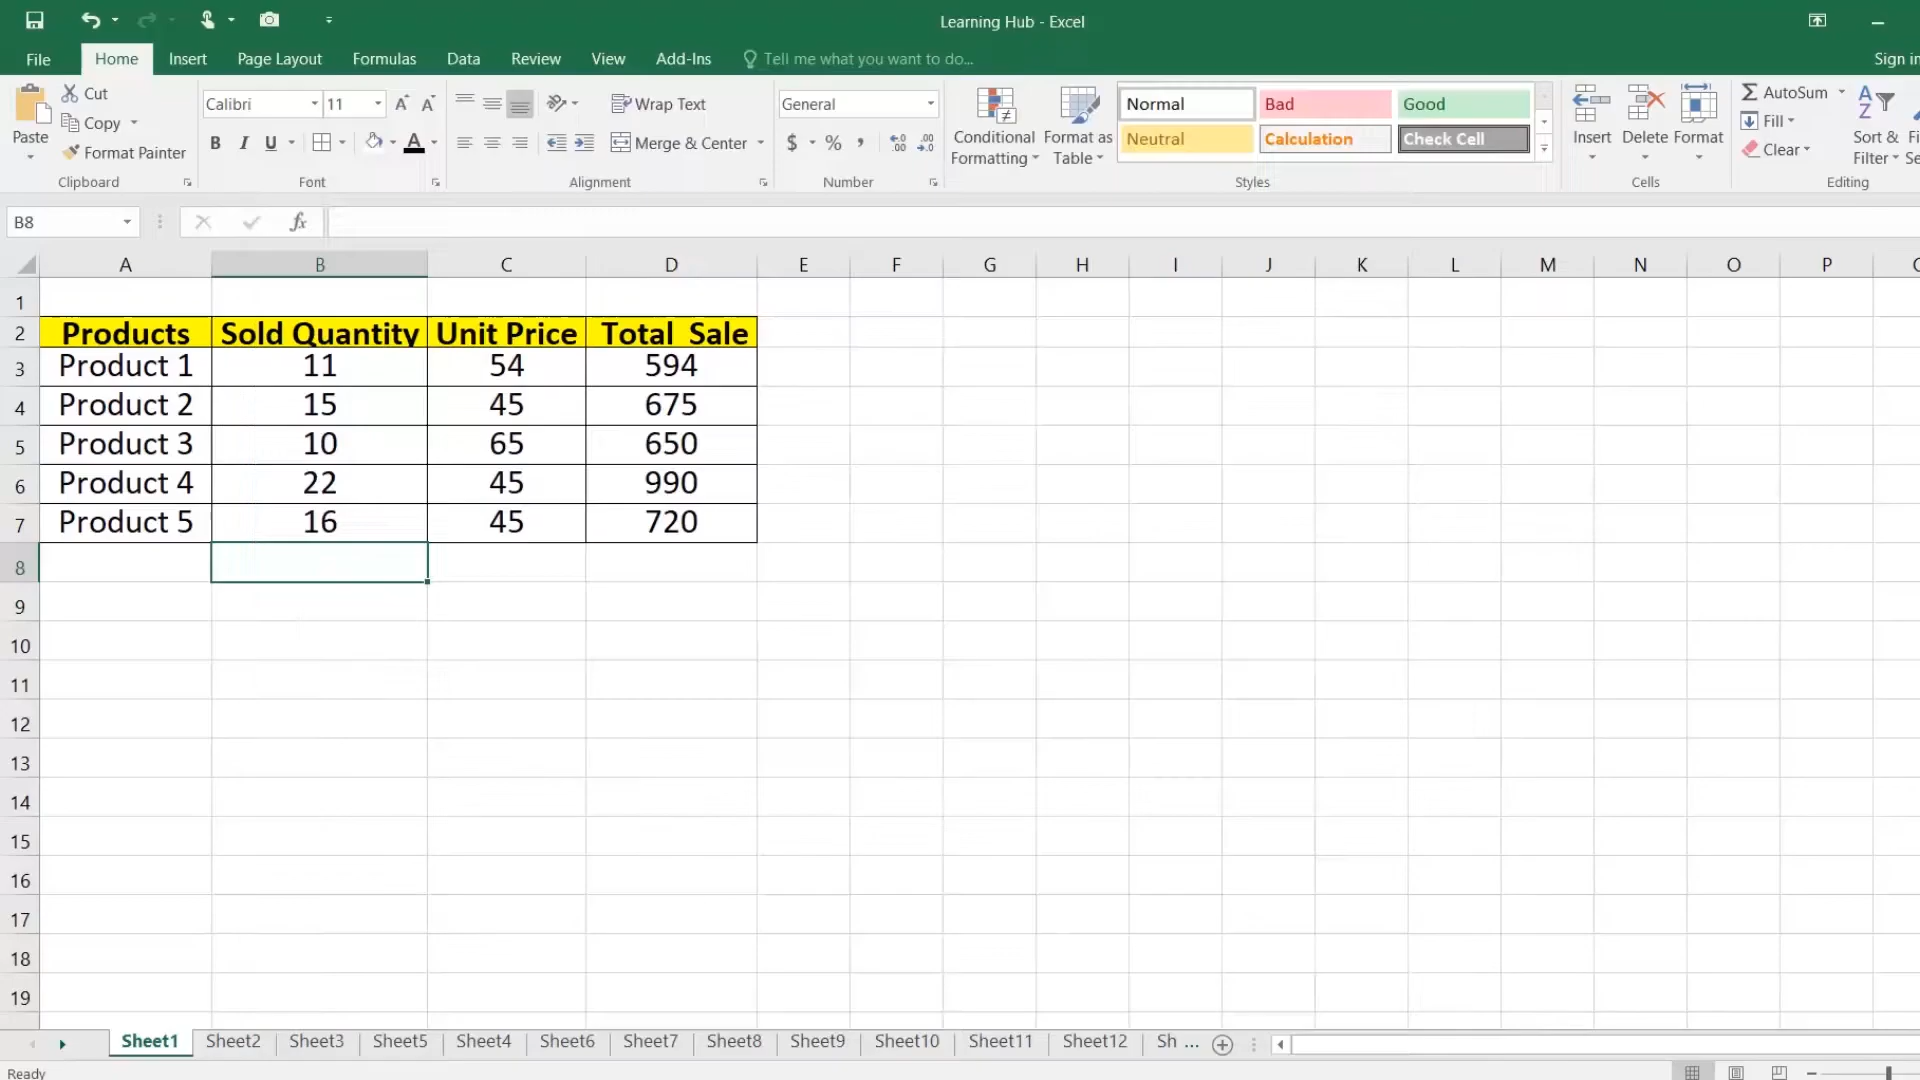 Learning Hub - Excel
File Home Insert Page Layout Formulas Data Review View Add-Ins Tell me what you want to do... Sign in
Paste
Cut
Copy
Format Painter
Clipboard
Calibri 11
B I U
Font
Wrap Text
Merge & Center
Alignment
General
$ % ,
Number
Conditional Formatting
Format as Table
Normal Bad Good
Neutral Calculation Check Cell
Styles
Insert Delete Format
Cells
AutoSum
Fill
Clear
Sort &
Filter
Editing
B8 fx
A B C D E F G H I J K L M N O P
1
2 Products Sold Quantity Unit Price Total Sale
3 Product 1 11 54 594
4 Product 2 15 45 675
5 Product 3 10 65 650
6 Product 4 22 45 990
7 Product 5 16 45 720
8
9
10
11
12
13
14
15
16
17
18
19
Sheet1 Sheet2 Sheet3 Sheet5 Sheet4 Sheet6 Sheet7 Sheet8 Sheet9 Sheet10 Sheet11 Sheet12 Sh ...
Ready